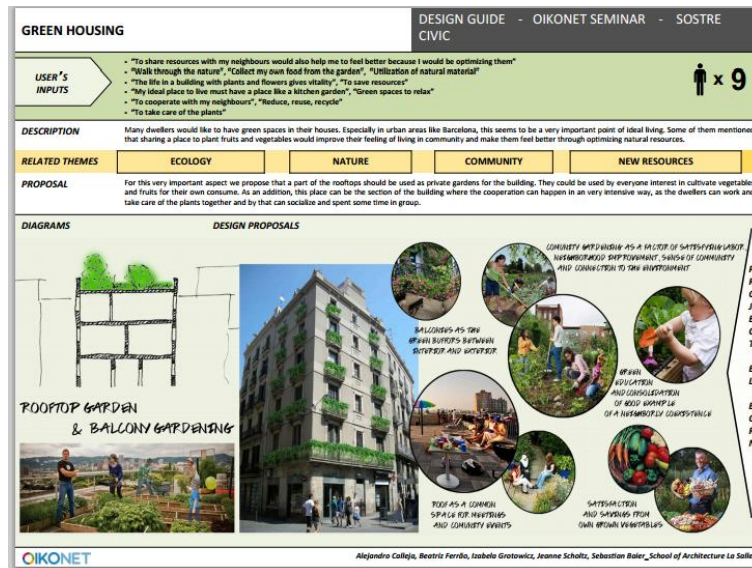 GREEN HOUSING
DESIGN GUIDE - OIKONET SEMINAR - SOSTRE
CIVIC
USER'S
INPUTS
- "To share resources with my neighbours would also help me to feel better because I would be optimizing them"
- "Walk through the nature", "Collect my own food from the garden", "Utilization of natural material"
- "The life in a building with plants and flowers gives vitality", "To save resources"
- "My ideal place to live must have a place like a kitchen garden", "Green spaces to relax"
- "To cooperate with my neighbours", "Reduce, reuse, recycle"
- "To take care of the plants"
x 9
DESCRIPTION
Many dwellers would like to have green spaces in their houses. Especially in urban areas like Barcelona, this seems to be a very important point of ideal living. Some of them mentione
that sharing a place to plant fruits and vegetables would improve their feeling of living in community and make them feel better through optimizing natural resources.
RELATED THEMES
ECOLOGY
NATURE
COMMUNITY
NEW RESOURCES
PROPOSAL
For this very important aspect we propose that a part of the rooftops should be used as private gardens for the building. They could be used by everyone interest in cultivate vegetable
and fruits for their own consume. As an addition, this place can be the section of the building where the cooperation can happen in an very intensive way, as the dwellers can work and
take care of the plants together and by that can socialize and spent some time in group.
DIAGRAMS
DESIGN PROPOSALS
COMUNITY GARDENING AS A FACTOR OF SATISFYING LABOR,
NEIGHBORHOOD IMPROVEMENT, SENSE OF COMMUNITY
AND CONNECTION TO THE ENVIRONMENT
BALCONIES AS THE
GREEN BUFFORS BETWEEN
INTERIOR AND EXTERIOR
GREEN
EDUCATION
AND CONSOLIDATION
OF GOOD EXAMPLE
OF A NEIGHBORLY COEXISTENCE
ROOFTOP GARDEN
& BALCONY GARDENING
ROOF AS A COMMON
SPACE FOR MEETINGS
AND COMUNITY EVENTS
SATISFACTION
AND SAVINGS FROM
OWN GROWN VEGETABLES
OIKONET
Alejandro Calleja, Beatriz Ferrão, Izabela Grotowicz, Jeanne Scholtz, Sebastian Baier_School of Architecture La Salle